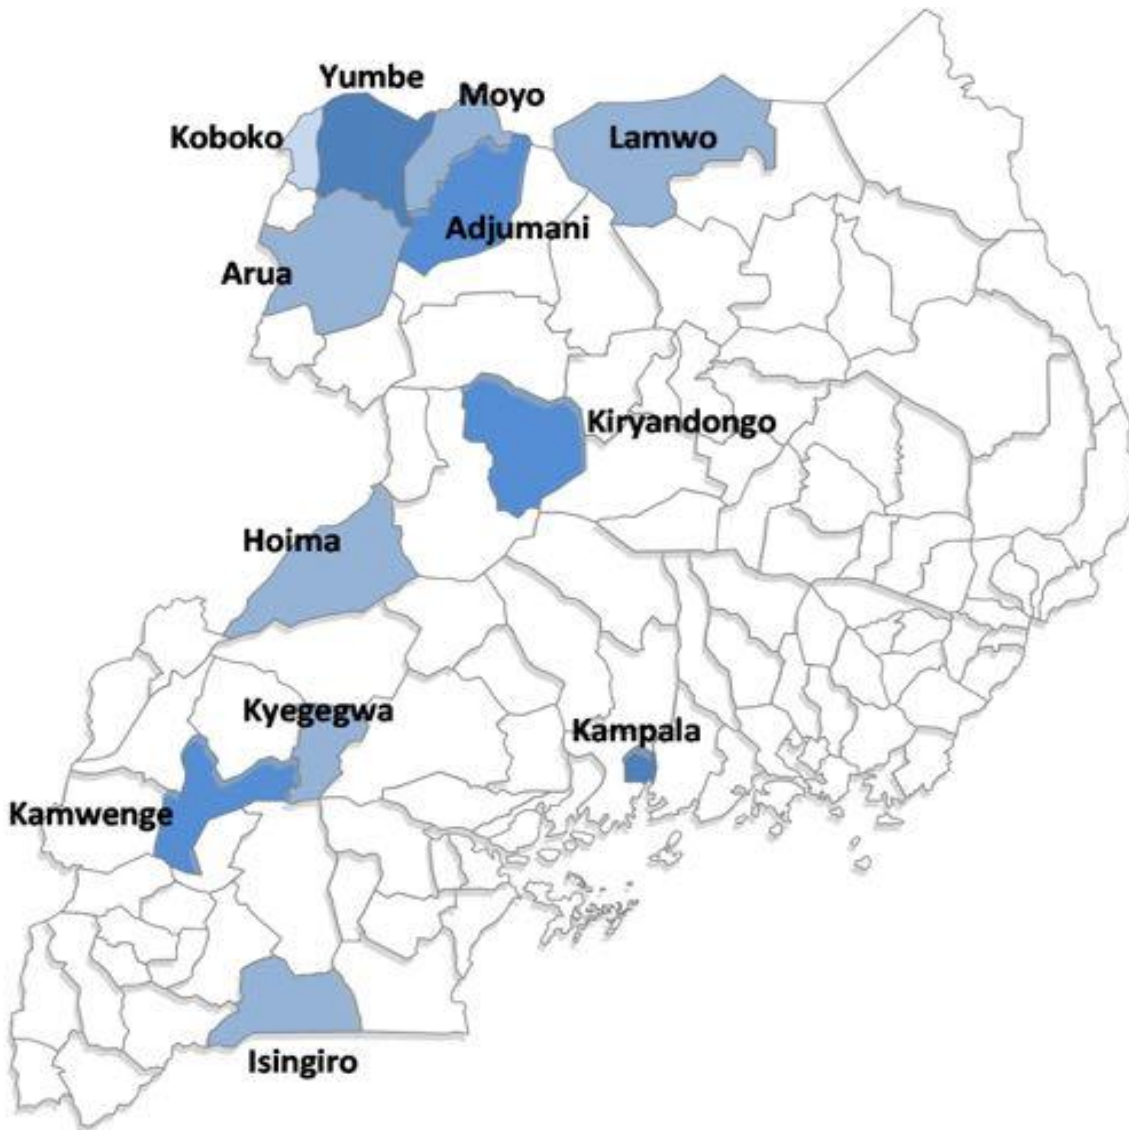 Yumbe
Moyo
Koboko
Lamwo
Adjumani
Arua
Kiryandongo
Hoima
Kyegegwa
Kampala
Kamwenge
Isingiro